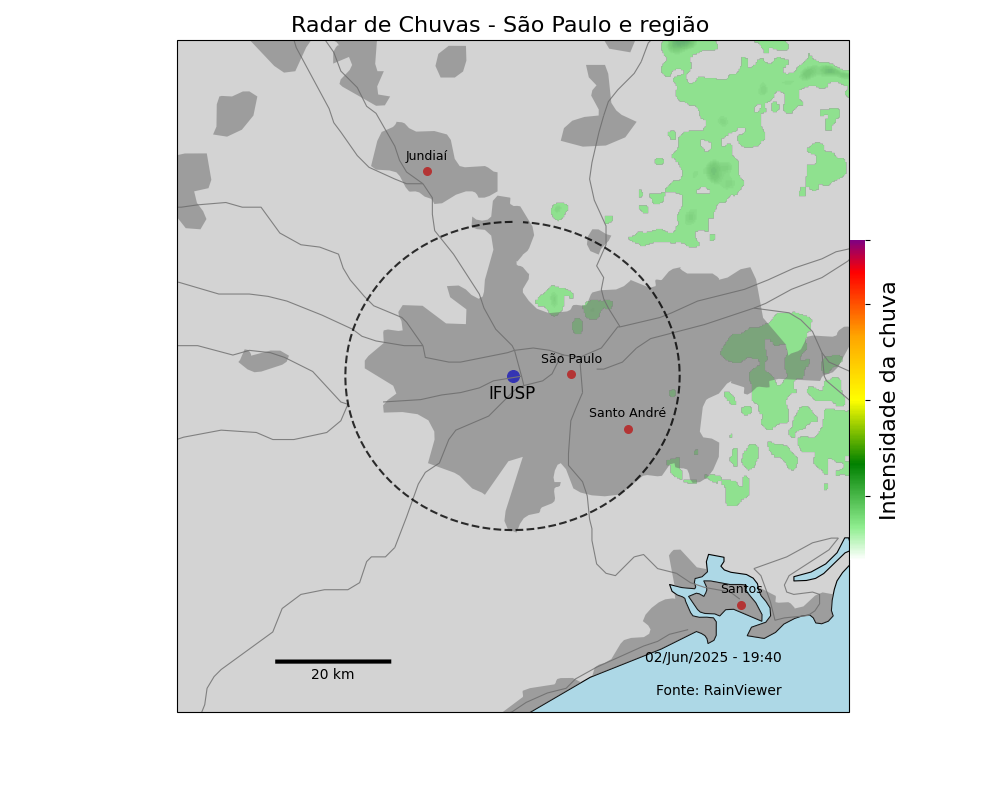 Radar de Chuvas - São Paulo e região
Jundiaí
São Paulo
IFUSP
Santo André
Intensidade da chuva
Santos
02/Jun/2025 - 19:40
20 km
Fonte: RainViewer